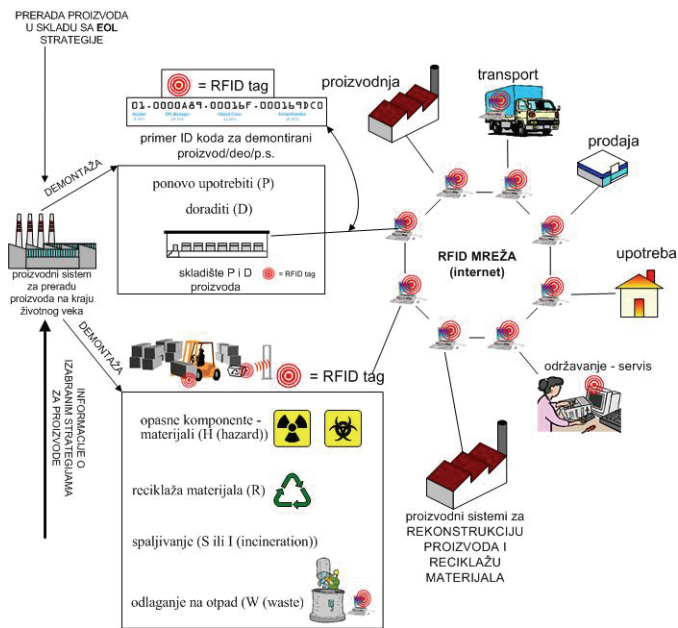 PRERADA PROIZVODA
U SKLADU SA EOL
STRATEGIJE
= RFID tag
01.0000A89.00016F.000169DC0
primer ID koda za demontirani
proizvod/deo/p.s.
DEMONTAŽA
ponovo upotrebiti (P)
doraditi (D)
skladište P i D
proizvoda
= RFID tag
proizvodni sistem
za preradu
proizvoda na kraju
životnog veka
DEMONTAŽA
INFORMACIJE O
IZABRANIM STRATEGIJAMA
ZA PROIZVODE
= RFID tag
opasne komponente -
materijali (H (hazard))
reciklaža materijala (R)
spaljivanje (S ili I (incineration))
odlaganje na otpad (W (waste)
proizvodnja
transport
prodaja
RFID MREŽA
(internet)
upotreba
održavanje - servis
proizvodni sistemi za
REKONSTRUKCIJU
PROIZVODA I
RECIKLAŽU
MATERIJALA